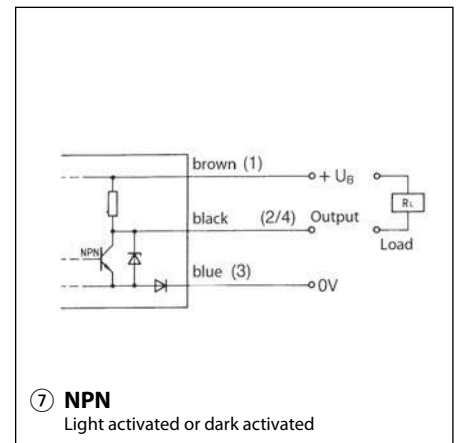 brown (1)
+ UB
RL
black (2/4) Output
Load
NPN
blue (3)
0V
⑦ NPN
Light activated or dark activated